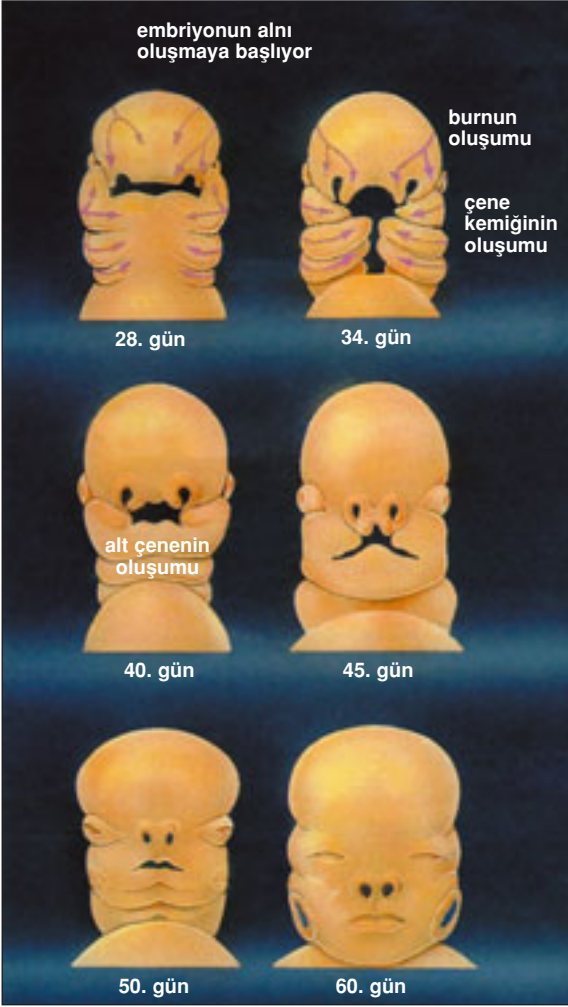 embriyonun alnı
oluşmaya başlıyor
burnun
oluşumu
çene
kemiğinin
oluşumu
28. gün
34. gün
alt çenenin
oluşumu
40. gün
45. gün
50. gün
60. gün